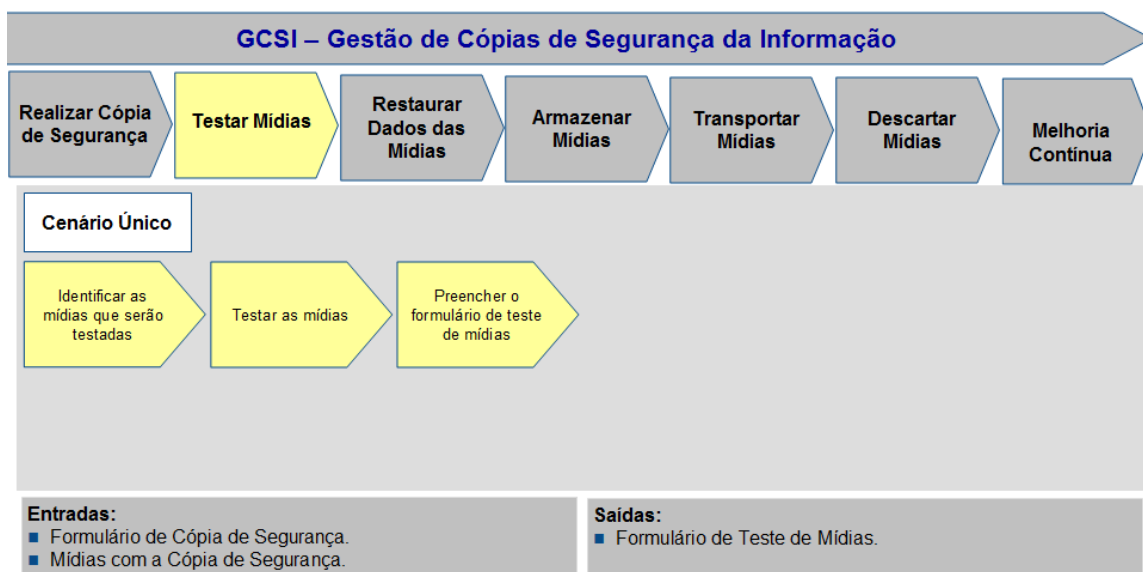 GCSI – Gestão de Cópias de Segurança da Informação
Realizar Cópia
de Segurança
Testar Mídias
Restaurar
Dados das
Mídias
Armazenar
Mídias
Transportar
Mídias
Descartar
Mídias
Melhoria
Contínua
Cenário Único
Identificar as
mídias que serão
testadas
Testar as mídias
Preencher o
formulário de teste
de mídias
Entradas:
Formulário de Cópia de Segurança.
Mídias com a Cópia de Segurança.
Saídas:
Formulário de Teste de Mídias.